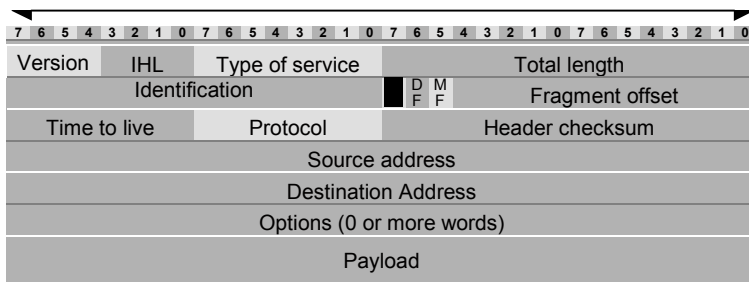 7 6 5 4 3 2 1 0 7 6 5 4 3 2 1 0 7 6 5 4 3 2 1 0 7 6 5 4 3 2 1 0
Version IHL Type of service Total length
Identification DF MF Fragment offset
Time to live Protocol Header checksum
Source address
Destination Address
Options (0 or more words)
Payload